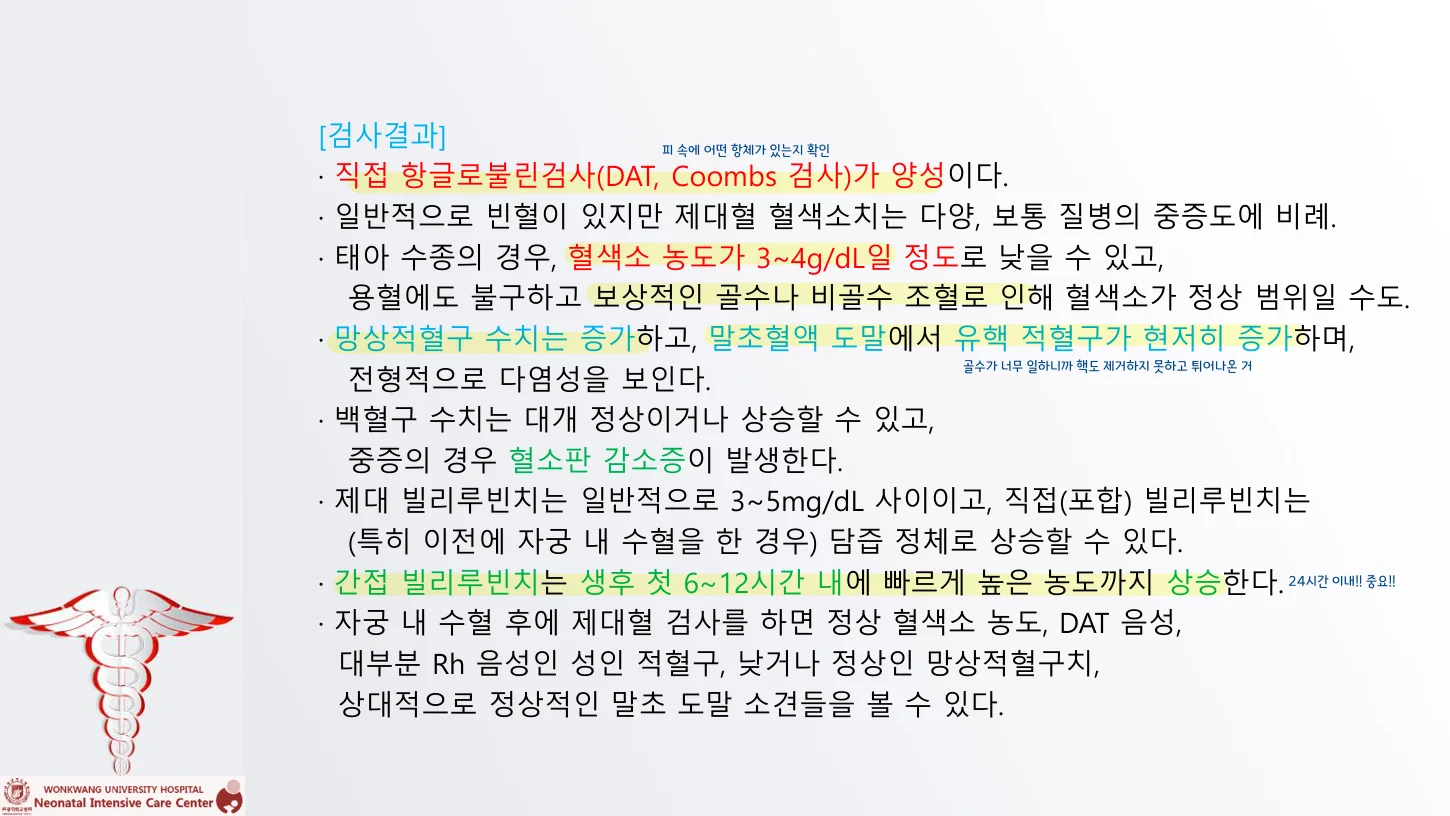 [검사결과]
피 속에 어떤 항체가 있는지 확인
· 직접 항글로불린검사(DAT, Coombs 검사)가 양성이다.
· 일반적으로 빈혈이 있지만 제대혈 혈색소치는 다양, 보통 질병의 중증도에 비례.
· 태아 수종의 경우, 혈색소 농도가 3~4g/dL일 정도로 낮을 수 있고,
용혈에도 불구하고 보상적인 골수나 비골수 조혈로 인해 혈색소가 정상 범위일 수도.
· 망상적혈구 수치는 증가하고, 말초혈액 도말에서 유핵 적혈구가 현저히 증가하며,
골수가 너무 일하니까 핵도 제거하지 못하고 튀어나온 거
전형적으로 다염성을 보인다.
· 백혈구 수치는 대개 정상이거나 상승할 수 있고,
중증의 경우 혈소판 감소증이 발생한다.
· 제대 빌리루빈치는 일반적으로 3~5mg/dL 사이이고, 직접(포합) 빌리루빈치는
(특히 이전에 자궁 내 수혈을 한 경우) 담즙 정체로 상승할 수 있다.
· 간접 빌리루빈치는 생후 첫 6~12시간 내에 빠르게 높은 농도까지 상승한다. 24시간 이내!! 중요!!
· 자궁 내 수혈 후에 제대혈 검사를 하면 정상 혈색소 농도, DAT 음성,
대부분 Rh 음성인 성인 적혈구, 낮거나 정상인 망상적혈구치,
상대적으로 정상적인 말초 도말 소견들을 볼 수 있다.
WONKWANG UNIVERSITY HOSPITAL
Neonatal Intensive Care Center